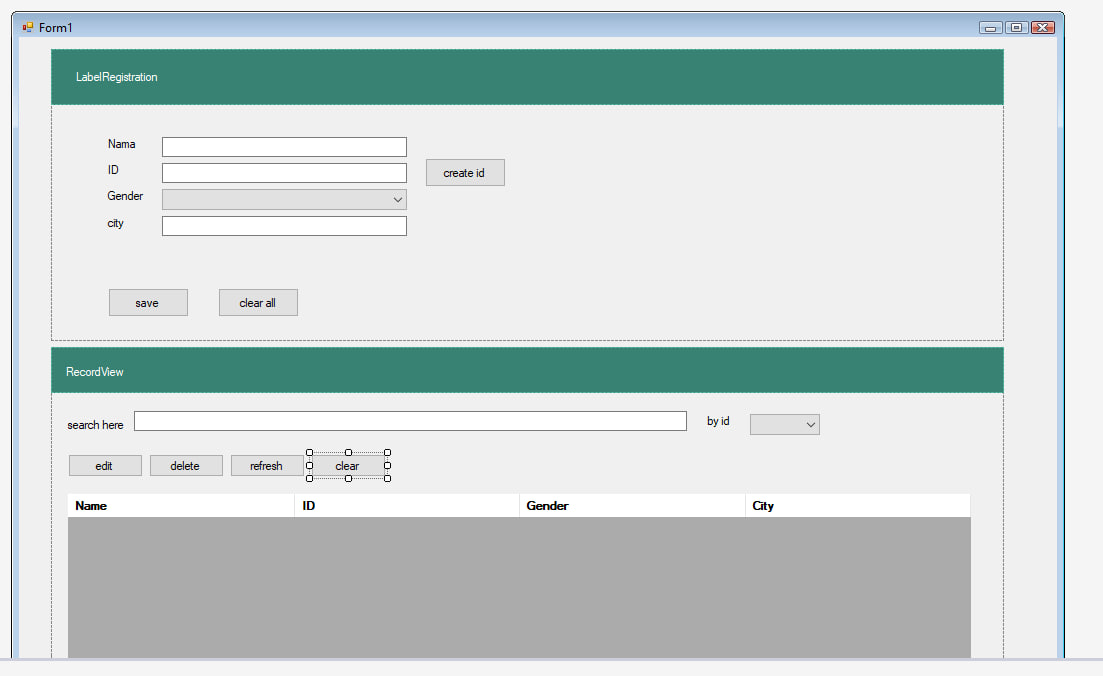 Form1
LabelRegistration
Nama
ID
create id
Gender
city
save clear all
RecordView
search here by id
edit delete refresh clear
Name ID Gender City